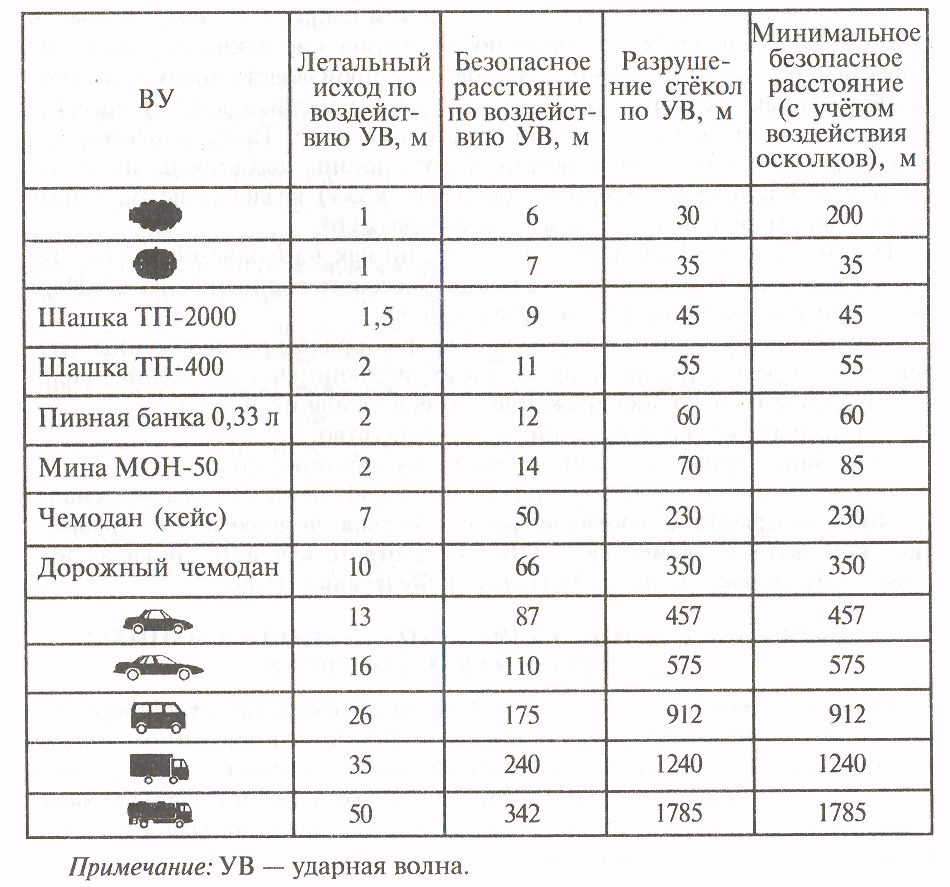 ВУ
Летальный
исход по
воздейст-
вию УВ, м
Безопасное
расстояние
по воздейст-
вию УВ, м
Разруше-
ние стёкол
по УВ, м
Минимальное
безопасное
расстояние
(с учётом
воздействия
осколков), м
1 6 30 200
1 7 35 35
Шашка ТП-2000 1,5 9 45 45
Шашка ТП-400 2 11 55 55
Пивная банка 0,33 л 2 12 60 60
Мина МОН-50 2 14 70 85
Чемодан (кейс) 7 50 230 230
Дорожный чемодан 10 66 350 350
13 87 457 457
16 110 575 575
26 175 912 912
35 240 1240 1240
50 342 1785 1785
Примечание: УВ — ударная волна.